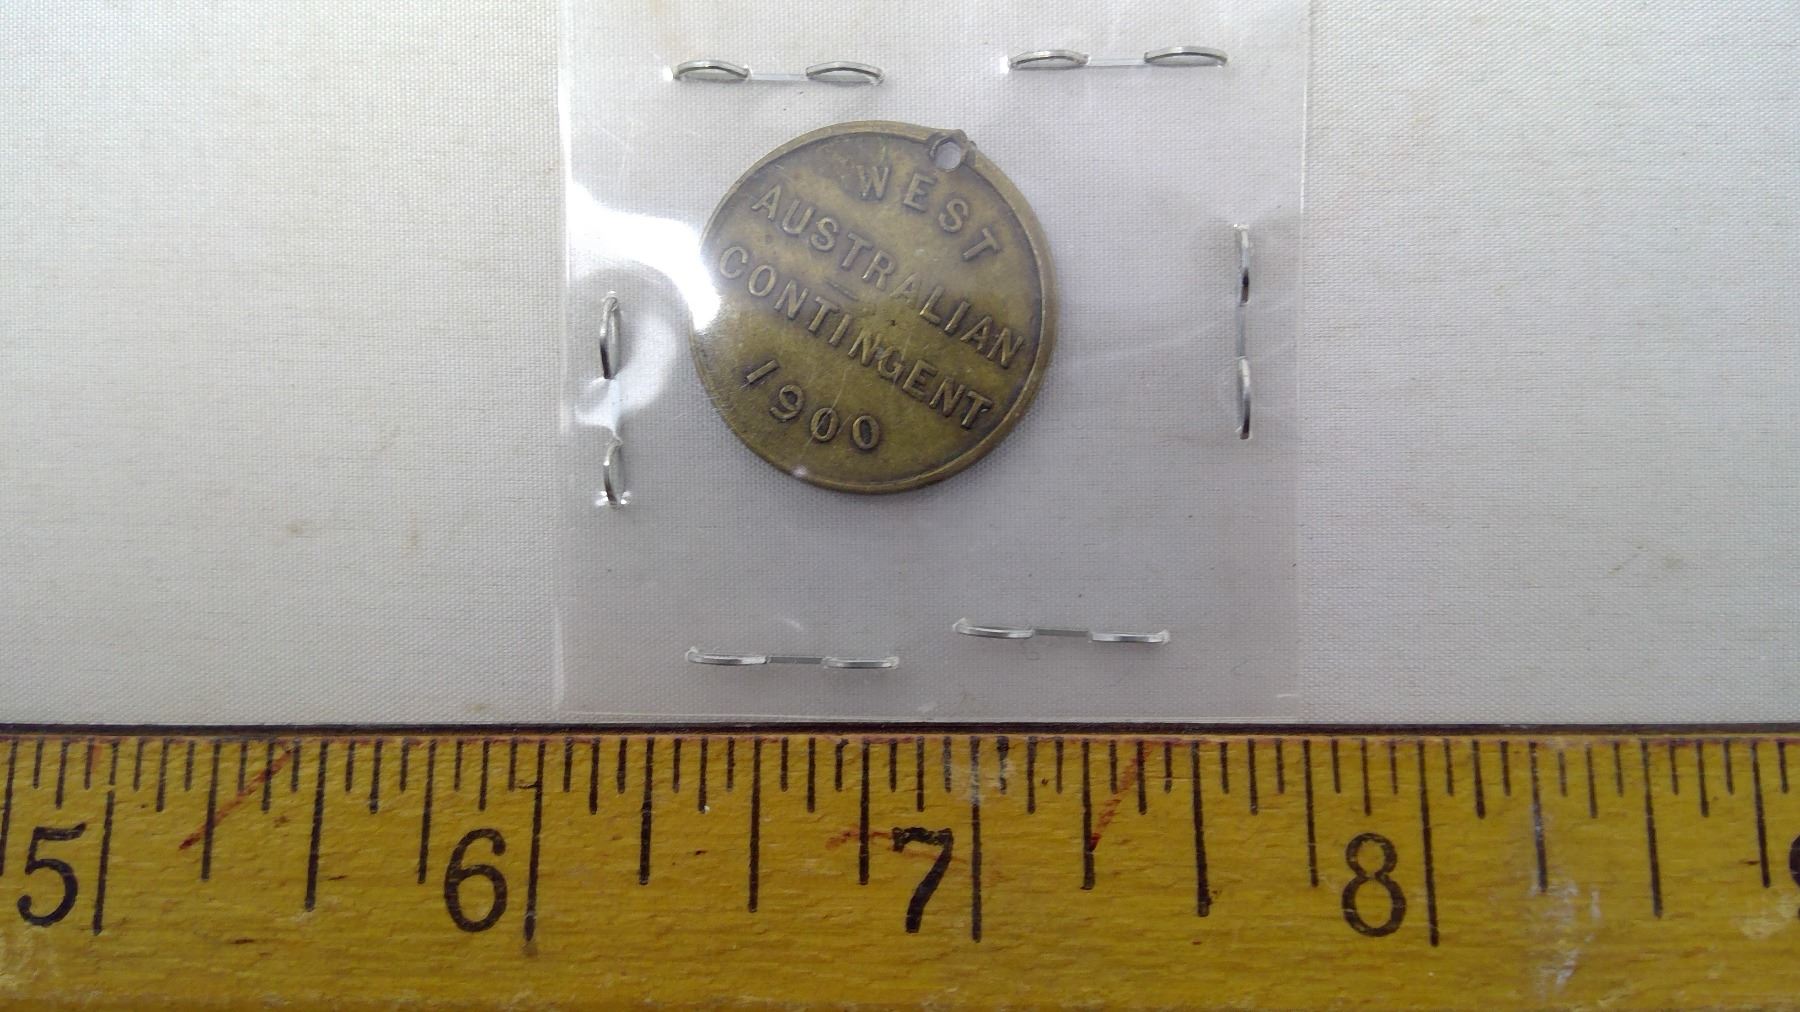 WEST
AUSTRALIAN
CONTINGENT
1900
5 6 7 8